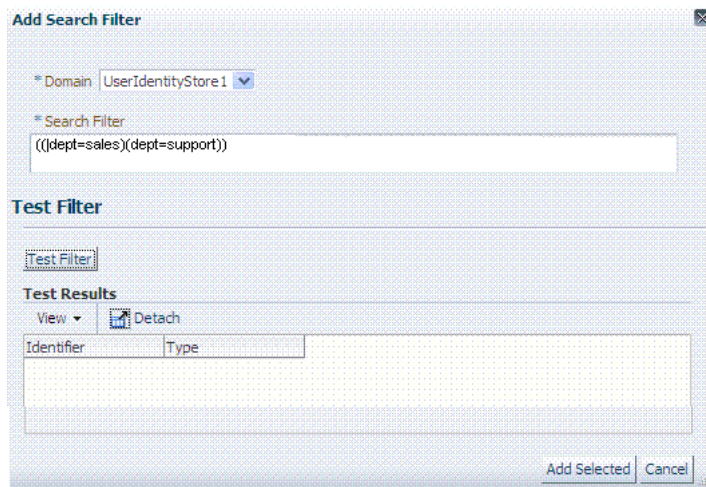 Add Search Filter
* Domain UserIdentityStore1
* Search Filter
((|dept=sales)(dept=support))
Test Filter
Test Filter
Test Results
View Detach
Identifier Type
Add Selected Cancel